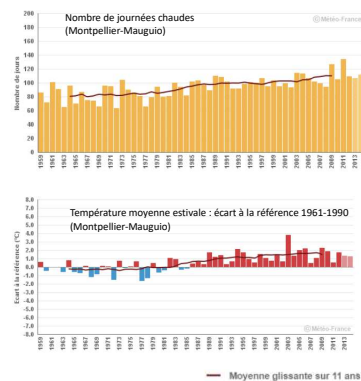 Nombre de journées chaudes
(Montpellier-Mauguio)
©Météo-France
Nombre de jours
200
180
160
140
120
100
80
60
40
20
0
1959 1961 1963 1965 1967 1969 1971 1973 1975 1977 1979 1981 1983 1985 1987 1989 1991 1993 1995 1997 1999 2001 2003 2005 2007 2009 2011 2013
Température moyenne estivale : écart à la référence 1961-1990
(Montpellier-Mauguio)
Ecart à la référence (°C)
8,0
7,0
6,0
5,0
4,0
3,0
2,0
1,0
0,0
-1,0
-2,0
-3,0
-4,0
-5,0
-6,0
-7,0
-8,0
©Météo-France
1959 1961 1963 1965 1967 1969 1971 1973 1975 1977 1979 1981 1983 1985 1987 1989 1991 1993 1995 1997 1999 2001 2003 2005 2007 2009 2011 2013
Moyenne glissante sur 11 ans